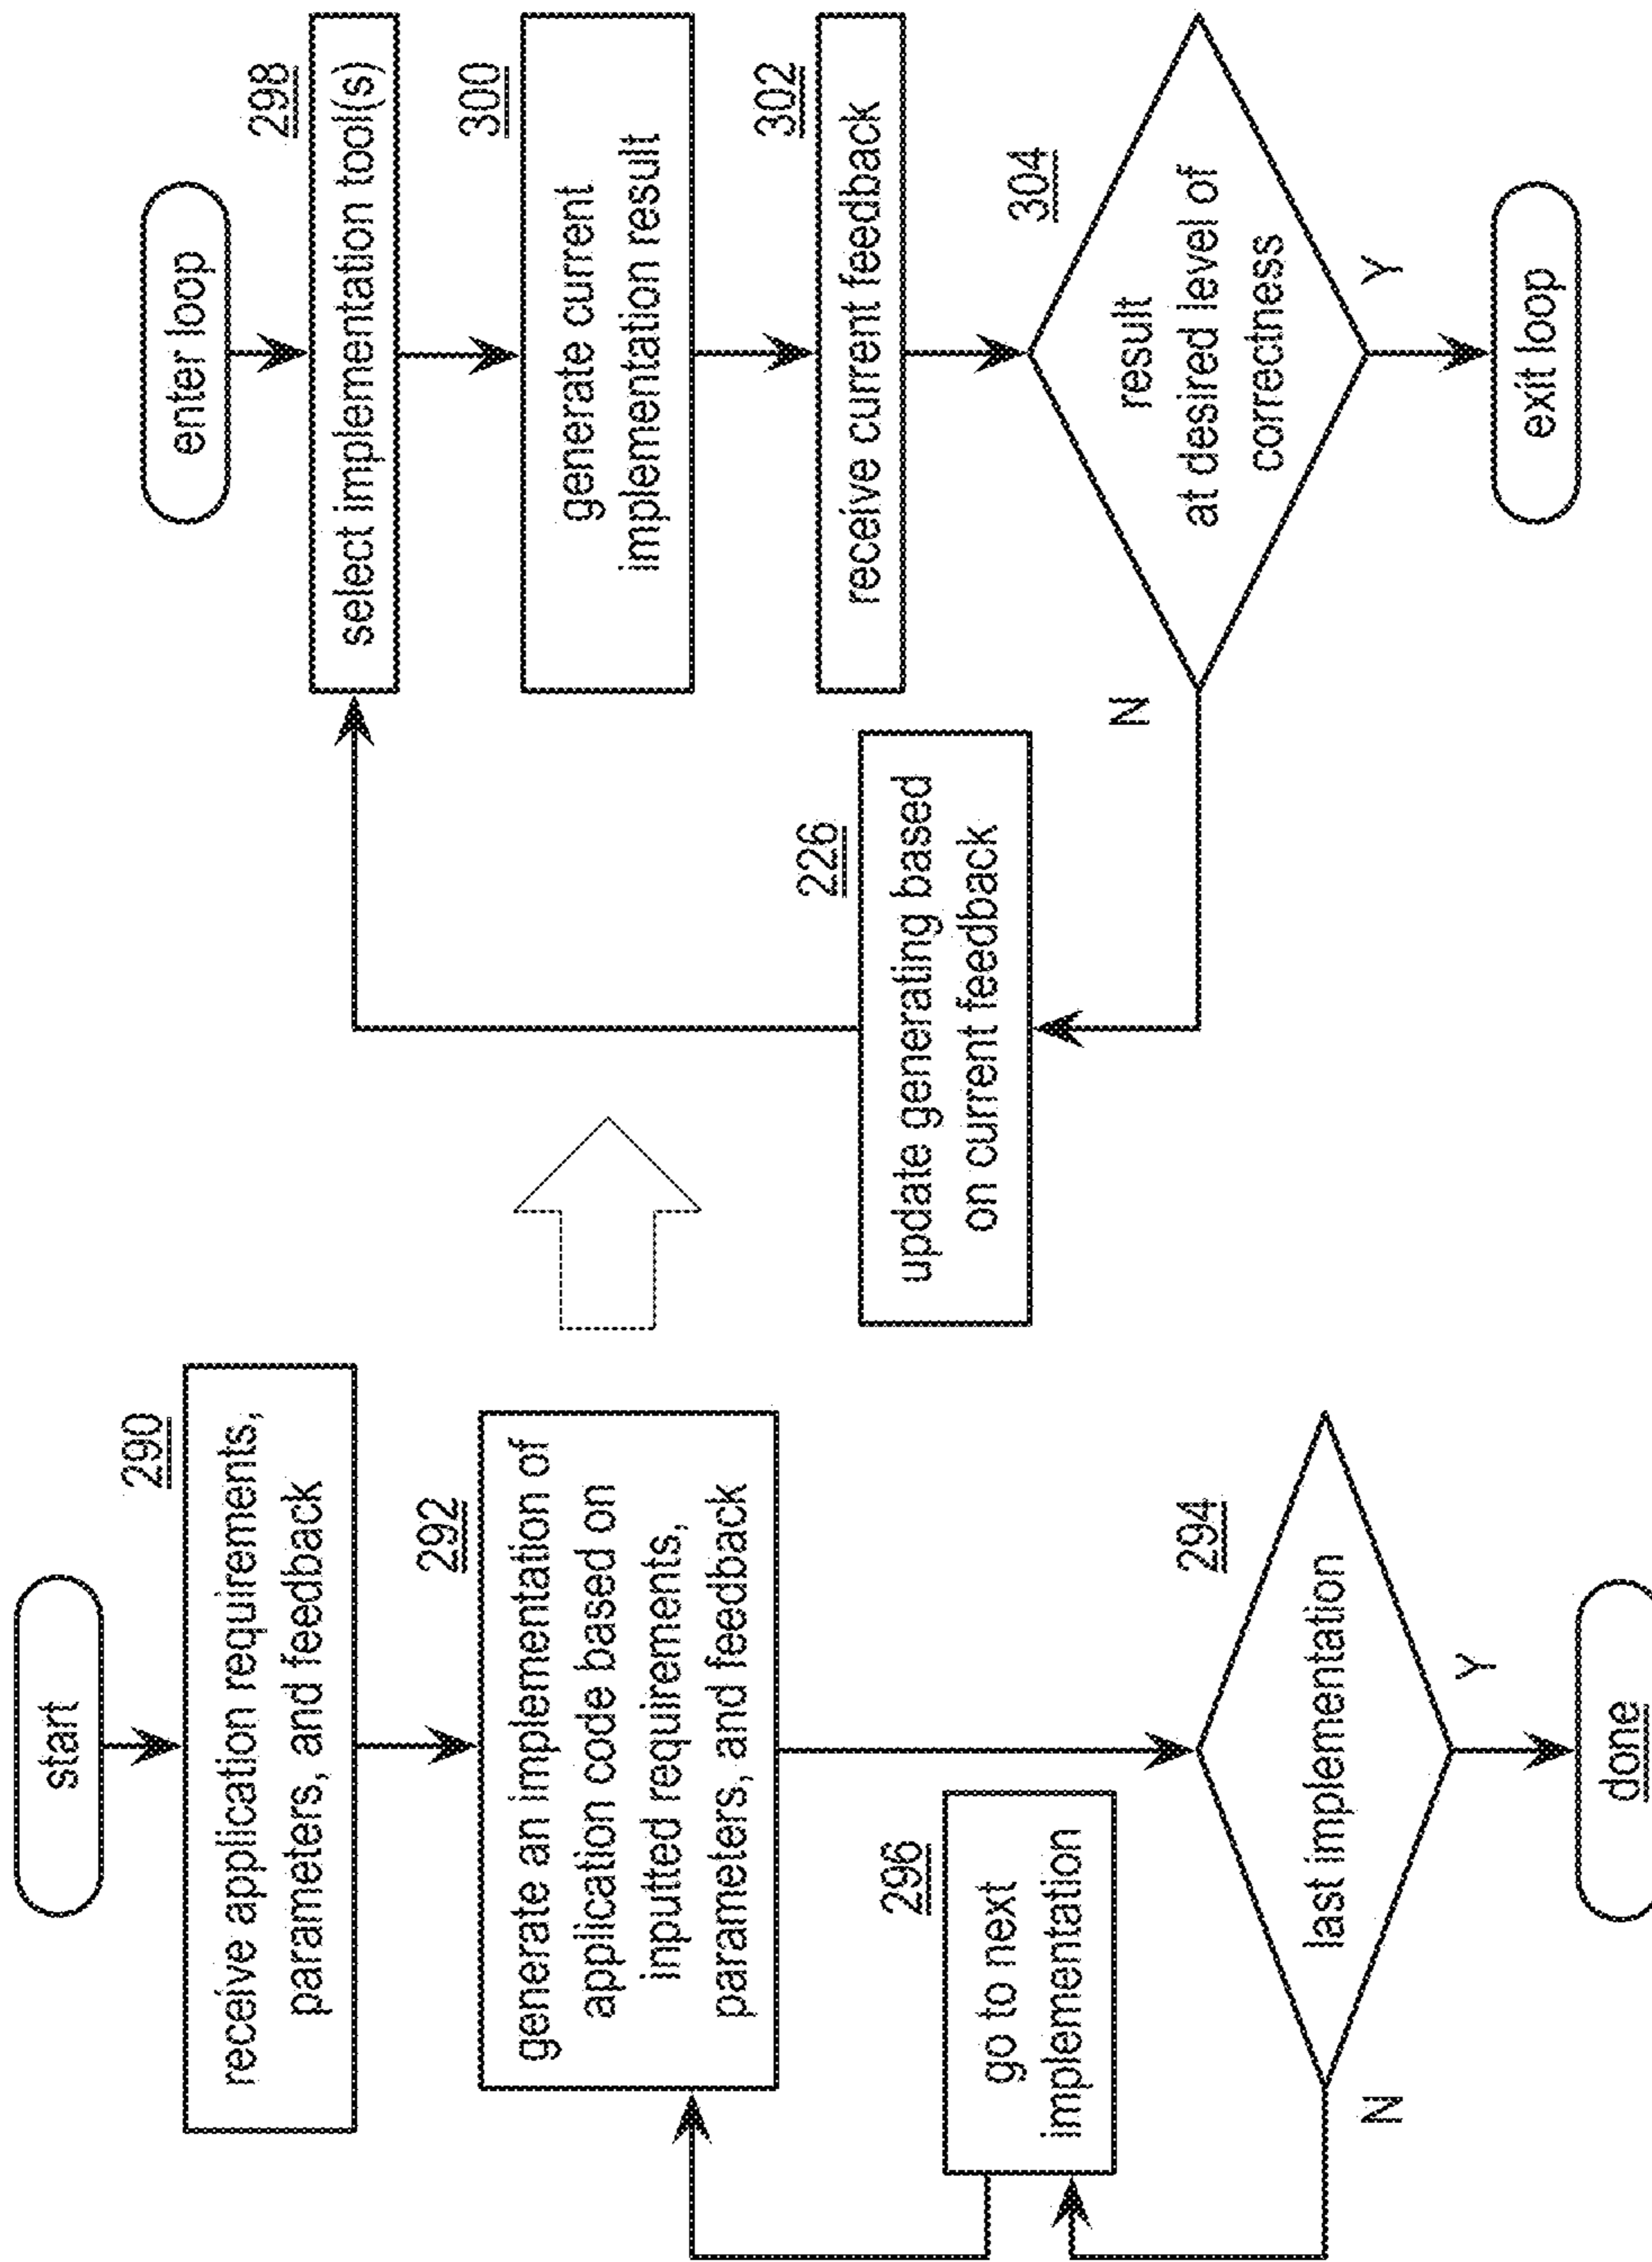 start
290
receive application requirements,
parameters, and feedback
292
generate an implementation of
application code based on
inputted requirements,
parameters, and feedback
296
go to next
implementation
294
last implementation
N
Y
done
enter loop
298
select implementation tool(s)
300
generate current
implementation result
302
receive current feedback
304
result
at desired level of
correctness
N
Y
226
update generating based
on current feedback
exit loop